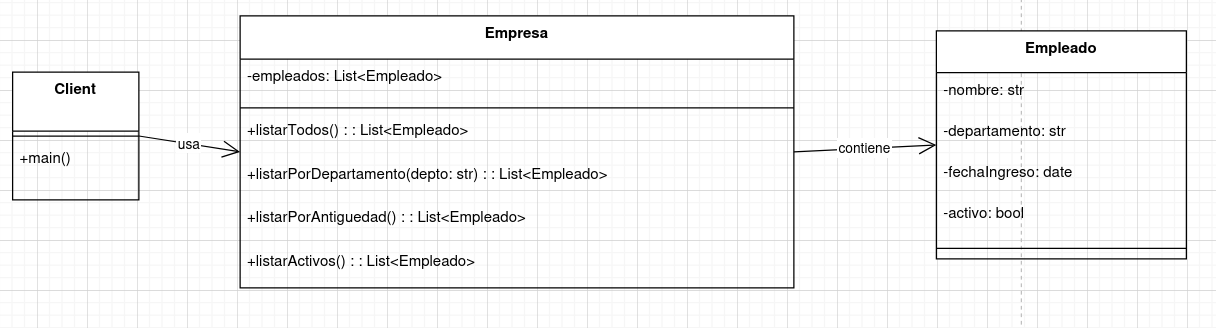 Client
+main()
usa
Empresa
-empleados: List<Empleado>
+listarTodos() : : List<Empleado>
+listarPorDepartamento(depto: str) : : List<Empleado>
+listarPorAntiguedad() : : List<Empleado>
+listarActivos() : : List<Empleado>
contiene
Empleado
-nombre: str
-departamento: str
-fechaIngreso: date
-activo: bool